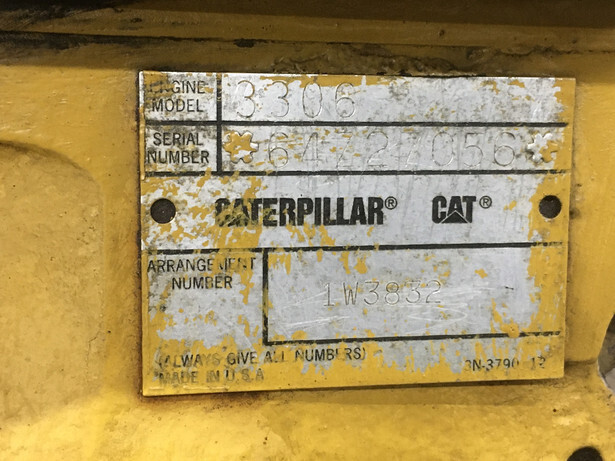 ENGINE MODEL 3306
SERIAL NUMBER *64Z27056*
CATERPILLAR® CAT®
ARRANGEMENT NUMBER 1W3832
(ALWAYS GIVE ALL NUMBERS)
MADE IN U.S.A 3N-3790 12